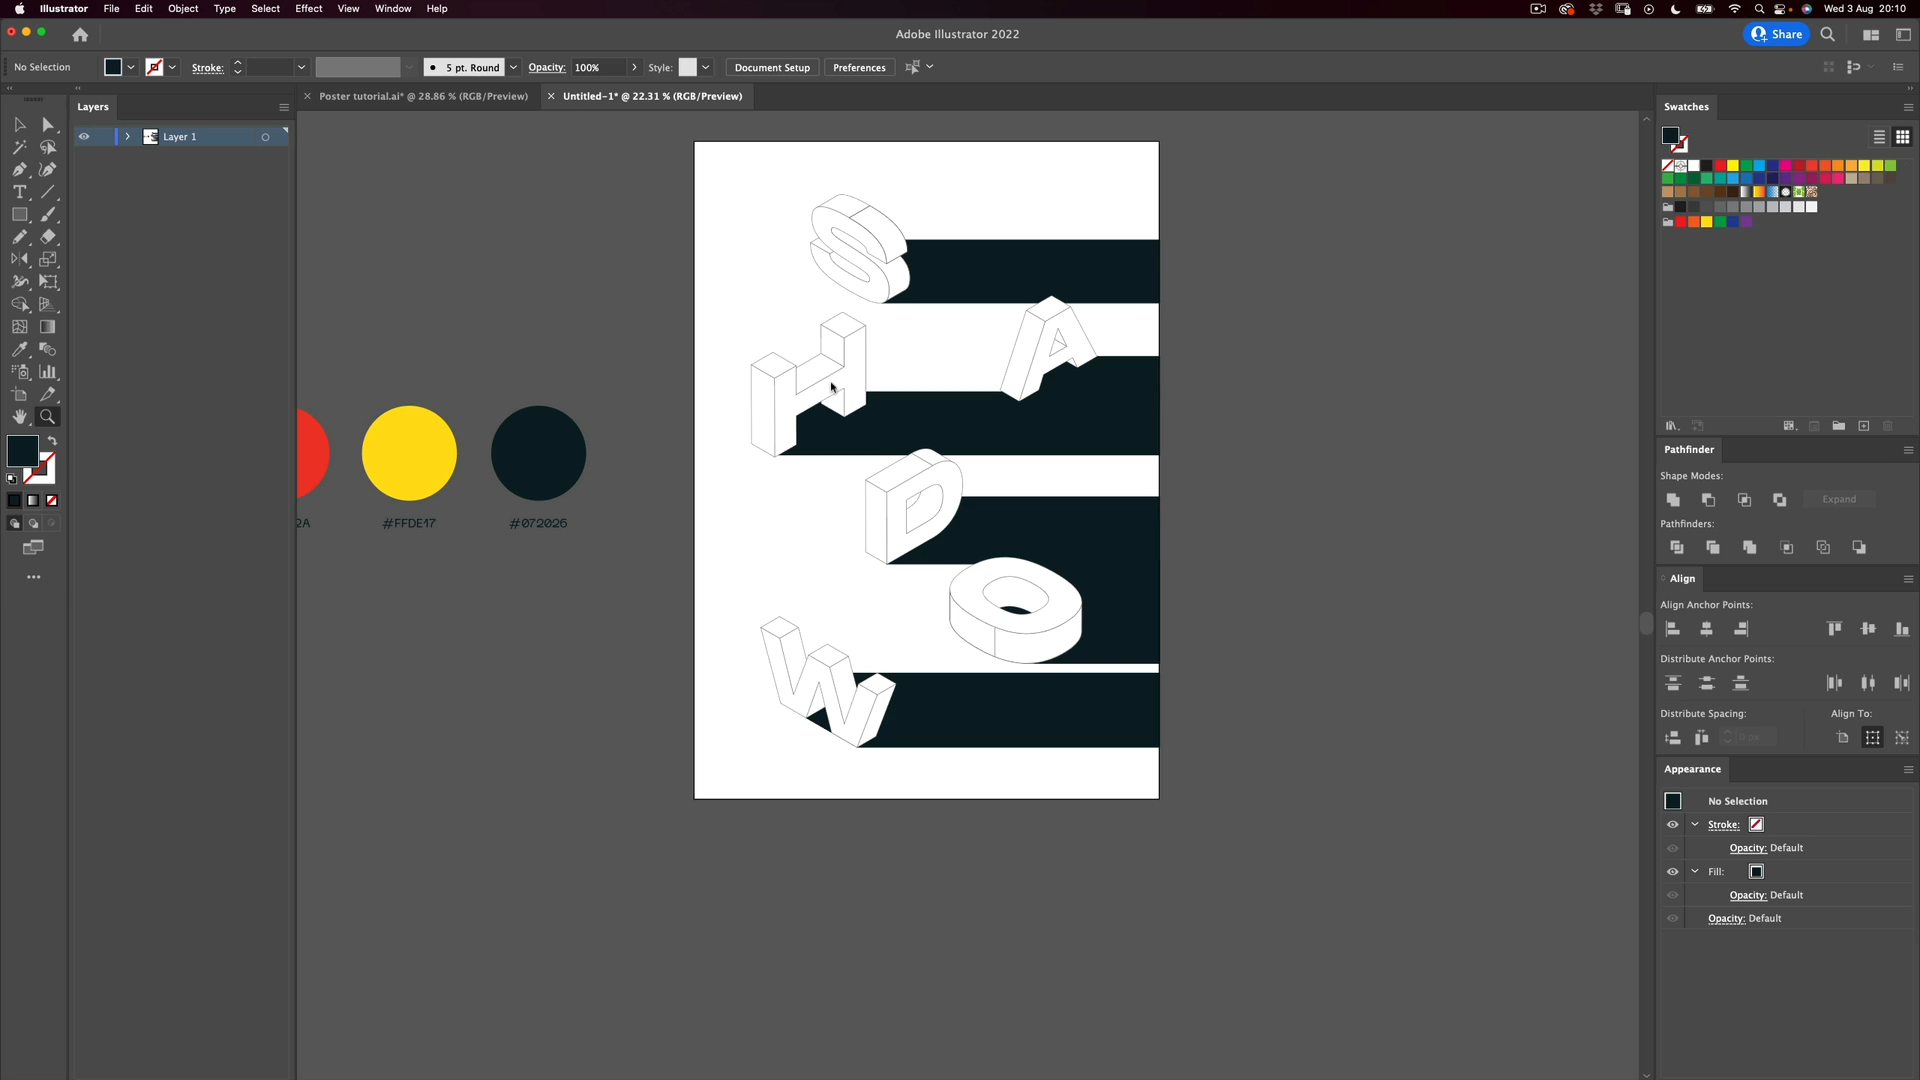 Illustrator File Edit Object Type Select Effect View Window Help
Wed 3 Aug 20:10
Adobe Illustrator 2022
Share
No Selection
Stroke:
5 pt. Round
Opacity: 100%
Style:
Document Setup
Preferences
Layers
Poster tutorial.ai* @ 28.86 % (RGB/Preview)
Untitled-1* @ 22.31 % (RGB/Preview)
Swatches
Layer 1
S
A
H
D
O
W
2A
#FFDE17
#072026
Pathfinder
Shape Modes:
Expand
Pathfinders:
Align
Align Anchor Points:
Distribute Anchor Points:
Distribute Spacing:
Align To:
0 px
Appearance
No Selection
Stroke:
Opacity: Default
Fill:
Opacity: Default
Opacity: Default